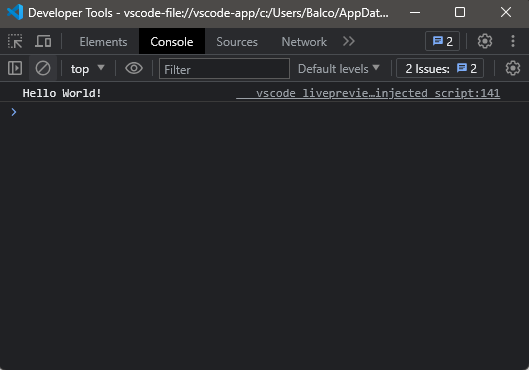 Developer Tools - vscode-file://vscode-app/c:/Users/Balco/AppDat...
Elements Console Sources Network 2
top Filter Default levels 2 Issues: 2
Hello World! ___vscode_livepreview…injected_script:141